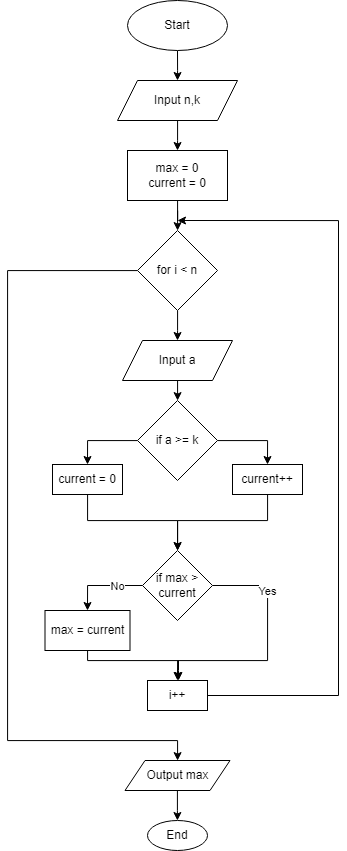 Start
Input n,k
max = 0
current = 0
for i < n
Input a
if a >= k
current = 0
current++
if max >
current
No
Yes
max = current
i++
Output max
End